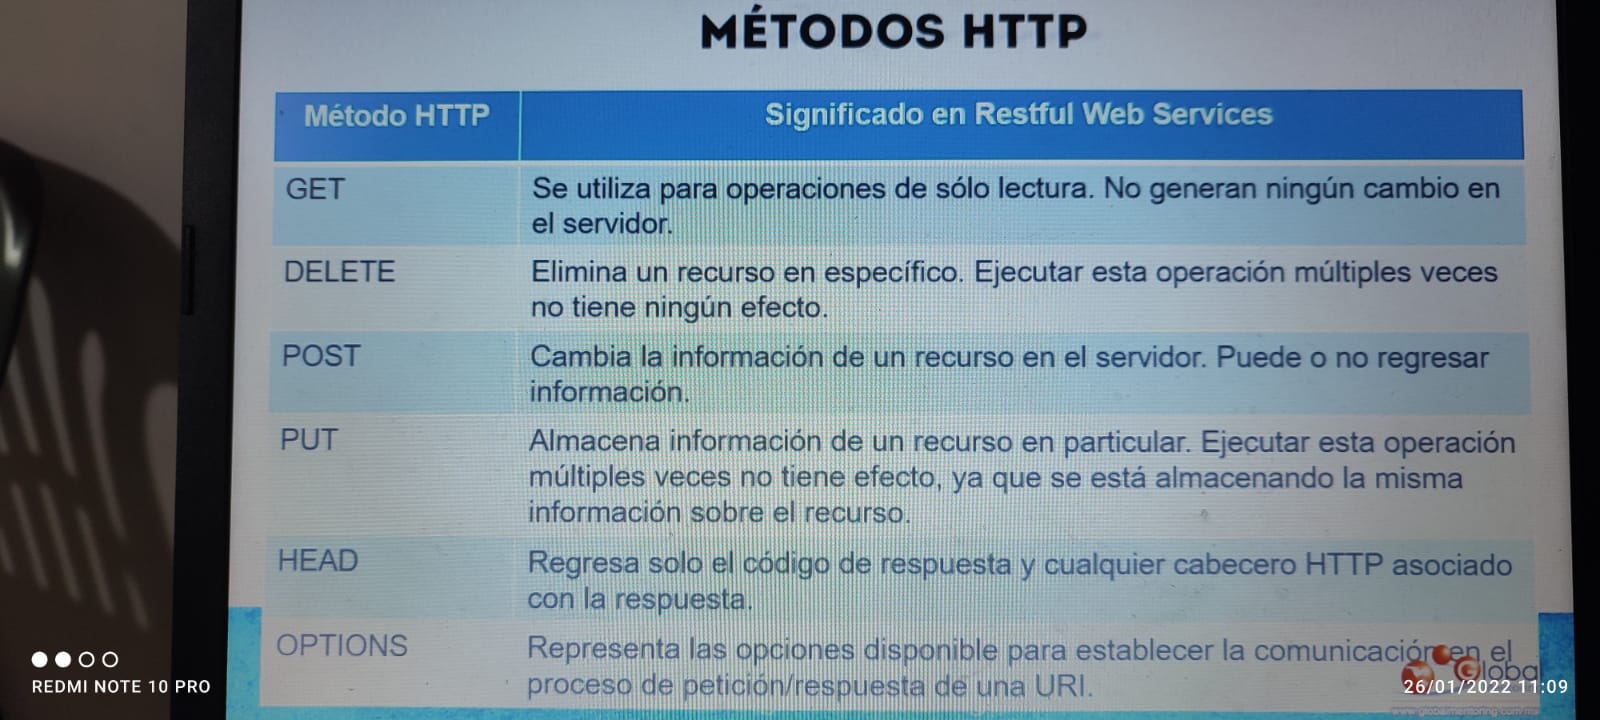 MÉTODOS HTTP
Método HTTP
Significado en Restful Web Services
GET
Se utiliza para operaciones de sólo lectura. No generan ningún cambio en
el servidor.
DELETE
Elimina un recurso en específico. Ejecutar esta operación múltiples veces
no tiene ningún efecto.
POST
Cambia la información de un recurso en el servidor. Puede o no regresar
información.
PUT
Almacena información de un recurso en particular. Ejecutar esta operación
múltiples veces no tiene efecto, ya que se está almacenando la misma
información sobre el recurso.
HEAD
Regresa solo el código de respuesta y cualquier cabecero HTTP asociado
con la respuesta.
OPTIONS
Representa las opciones disponible para establecer la comunicación en el
proceso de petición/respuesta de una URI.
Global
REDMI NOTE 10 PRO
26/01/2022 11:09